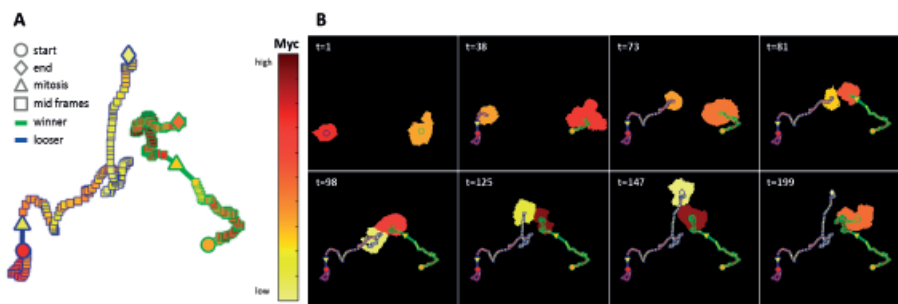 A
B
start
end
mitosis
mid frames
winner
looser
Myc
high
low
t=1
t=38
t=73
t=81
t=98
t=125
t=147
t=199